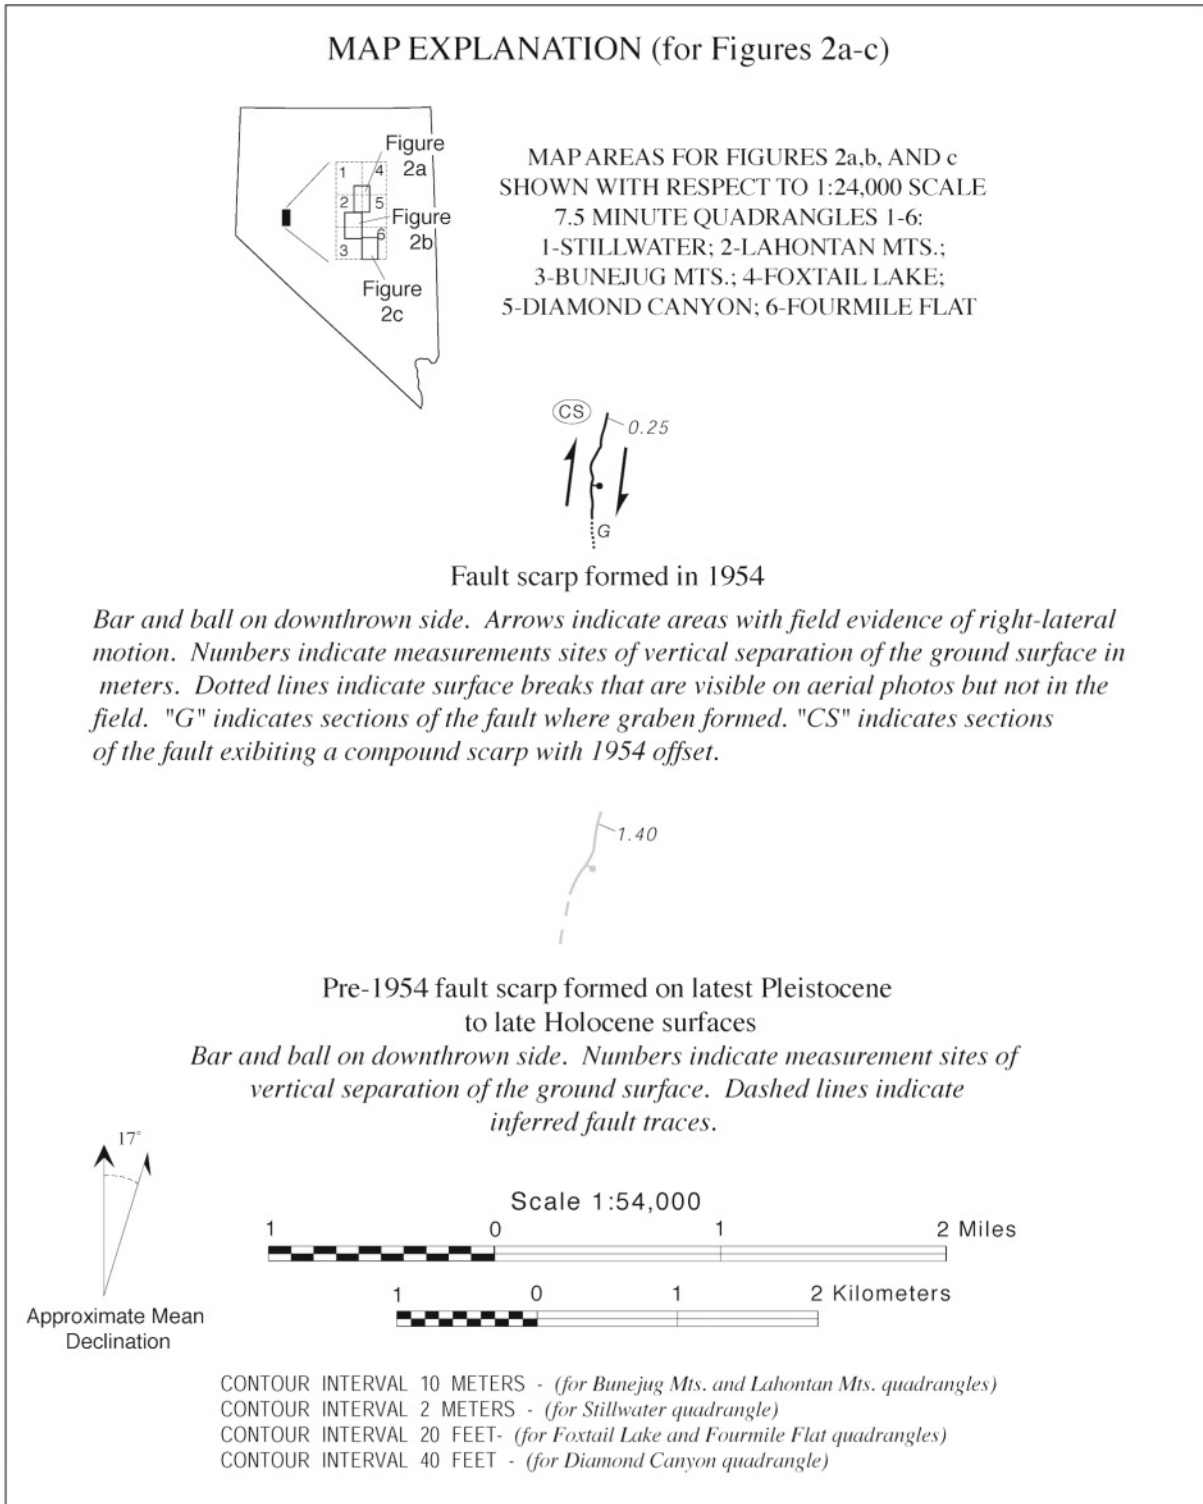 MAP EXPLANATION (for Figures 2a-c)
Figure
2a
1
4
2
5
Figure
2b
3
6
Figure
2c
MAP AREAS FOR FIGURES 2a,b, AND c
SHOWN WITH RESPECT TO 1:24,000 SCALE
7.5 MINUTE QUADRANGLES 1-6:
1-STILLWATER; 2-LAHONTAN MTS.;
3-BUNEJUG MTS.; 4-FOXTAIL LAKE;
5-DIAMOND CANYON; 6-FOURMILE FLAT
CS
0.25
G
Fault scarp formed in 1954
Bar and ball on downthrown side. Arrows indicate areas with field evidence of right-lateral
motion. Numbers indicate measurements sites of vertical separation of the ground surface in
meters. Dotted lines indicate surface breaks that are visible on aerial photos but not in the
field. "G" indicates sections of the fault where graben formed. "CS" indicates sections
of the fault exibiting a compound scarp with 1954 offset.
1.40
Pre-1954 fault scarp formed on latest Pleistocene
to late Holocene surfaces
Bar and ball on downthrown side. Numbers indicate measurement sites of
vertical separation of the ground surface. Dashed lines indicate
inferred fault traces.
17°
Approximate Mean
Declination
Scale 1:54,000
1 0 1 2 Miles
1 0 1 2 Kilometers
CONTOUR INTERVAL 10 METERS - (for Bunejug Mts. and Lahontan Mts. quadrangles)
CONTOUR INTERVAL 2 METERS - (for Stillwater quadrangle)
CONTOUR INTERVAL 20 FEET- (for Foxtail Lake and Fourmile Flat quadrangles)
CONTOUR INTERVAL 40 FEET - (for Diamond Canyon quadrangle)